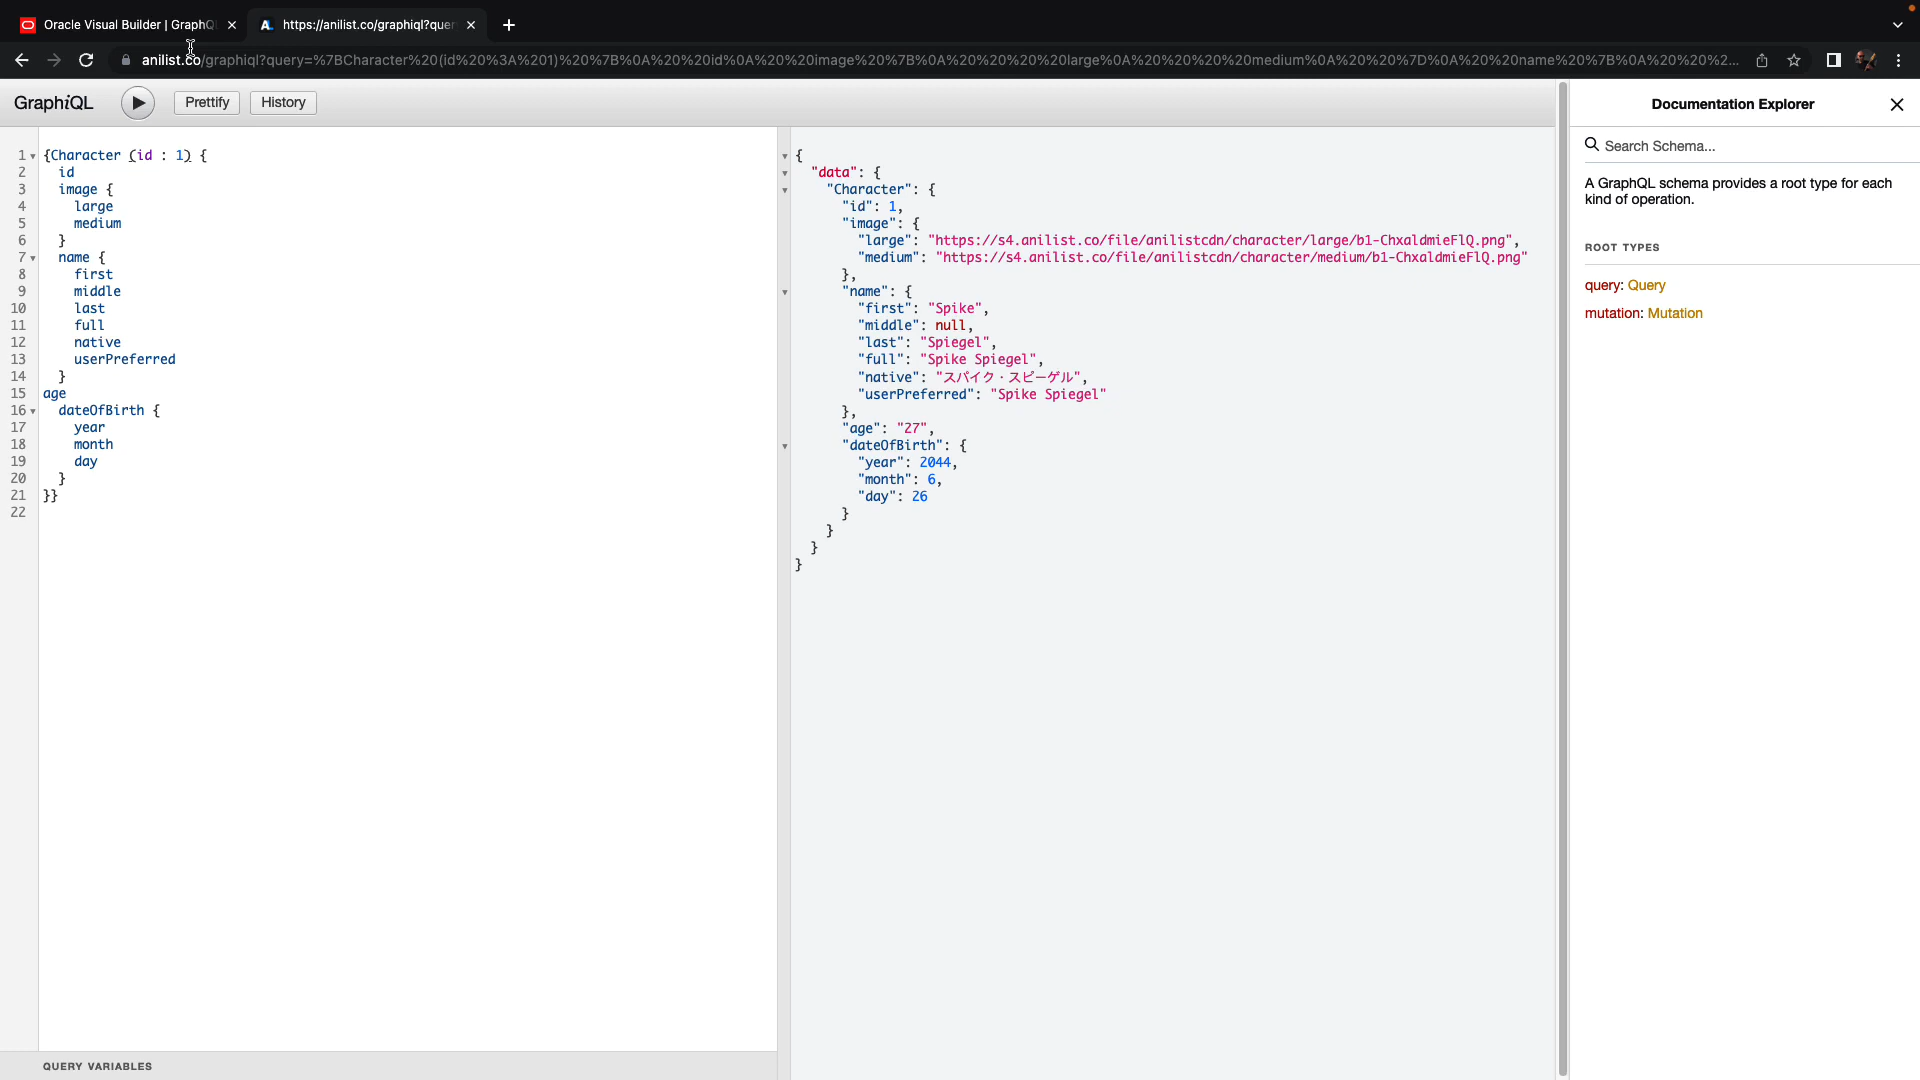 Oracle Visual Builder | GraphQ
https://anilist.co/graphiql?quer
anilist.co/graphiql?query=%7BCharacter%20(id%20%3A%201)%20%7B%0A%20%20id%0A%20%20image%20%7B%0A%20%20%20%20large%0A%20%20%20%20medium%0A%20%20%7D%0A%20%20name%20%7B%0A%20%20%2...
GraphiQL
Prettify
History
1 {Character (id : 1) {
2 id
3 image {
4 large
5 medium
6 }
7 name {
8 first
9 middle
10 last
11 full
12 native
13 userPreferred
14 }
15 age
16 dateOfBirth {
17 year
18 month
19 day
20 }
21 }}
22
QUERY VARIABLES
{
"data": {
"Character": {
"id": 1,
"image": {
"large": "https://s4.anilist.co/file/anilistcdn/character/large/b1-ChxaldmieFlQ.png",
"medium": "https://s4.anilist.co/file/anilistcdn/character/medium/b1-ChxaldmieFlQ.png"
},
"name": {
"first": "Spike",
"middle": null,
"last": "Spiegel",
"full": "Spike Spiegel",
"native": "スパイク・スピーゲル",
"userPreferred": "Spike Spiegel"
},
"age": "27",
"dateOfBirth": {
"year": 2044,
"month": 6,
"day": 26
}
}
}
}
Documentation Explorer
Search Schema...
A GraphQL schema provides a root type for each
kind of operation.
ROOT TYPES
query: Query
mutation: Mutation